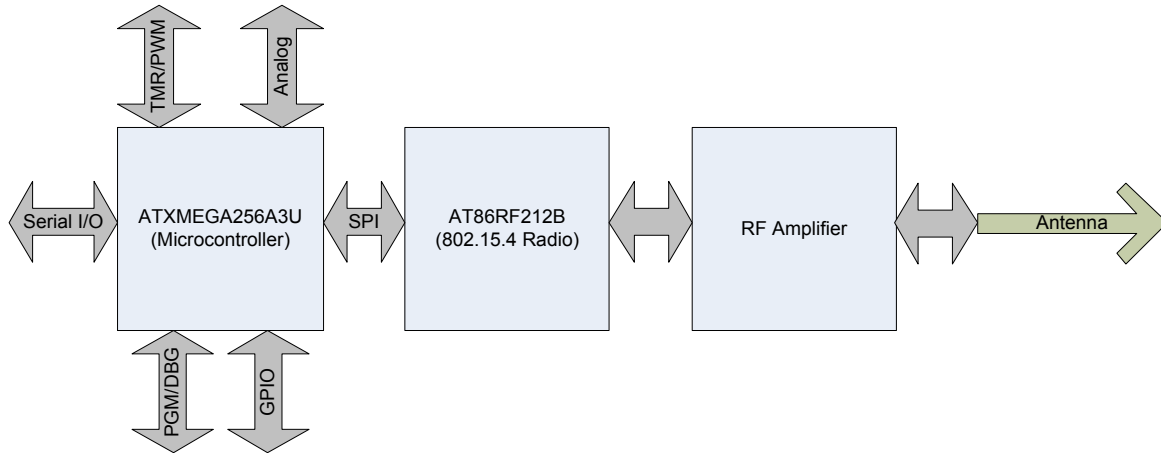 TMR/PWM
Analog
Serial I/O
ATXMEGA256A3U
(Microcontroller)
SPI
AT86RF212B
(802.15.4 Radio)
RF Amplifier
Antenna
PGM/DBG
GPIO